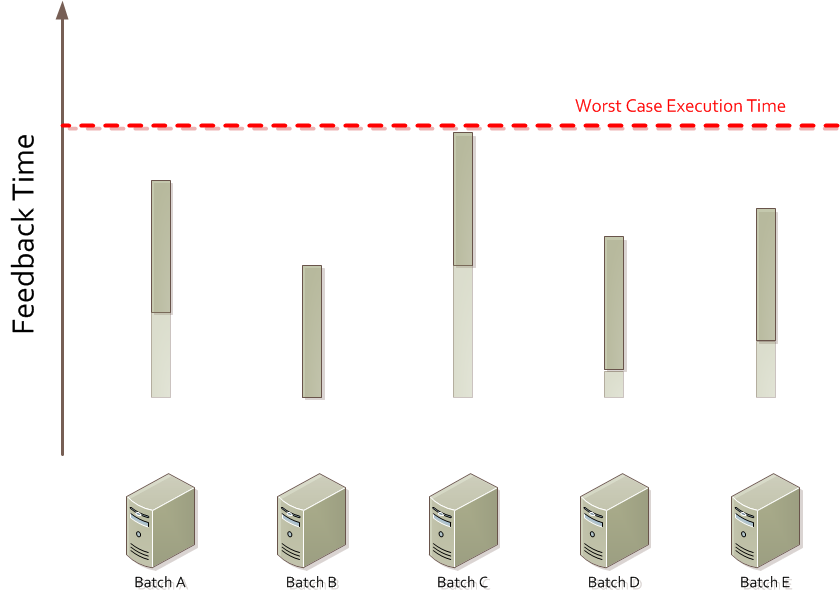 Worst Case Execution Time
Feedback Time
Batch A
Batch B
Batch C
Batch D
Batch E